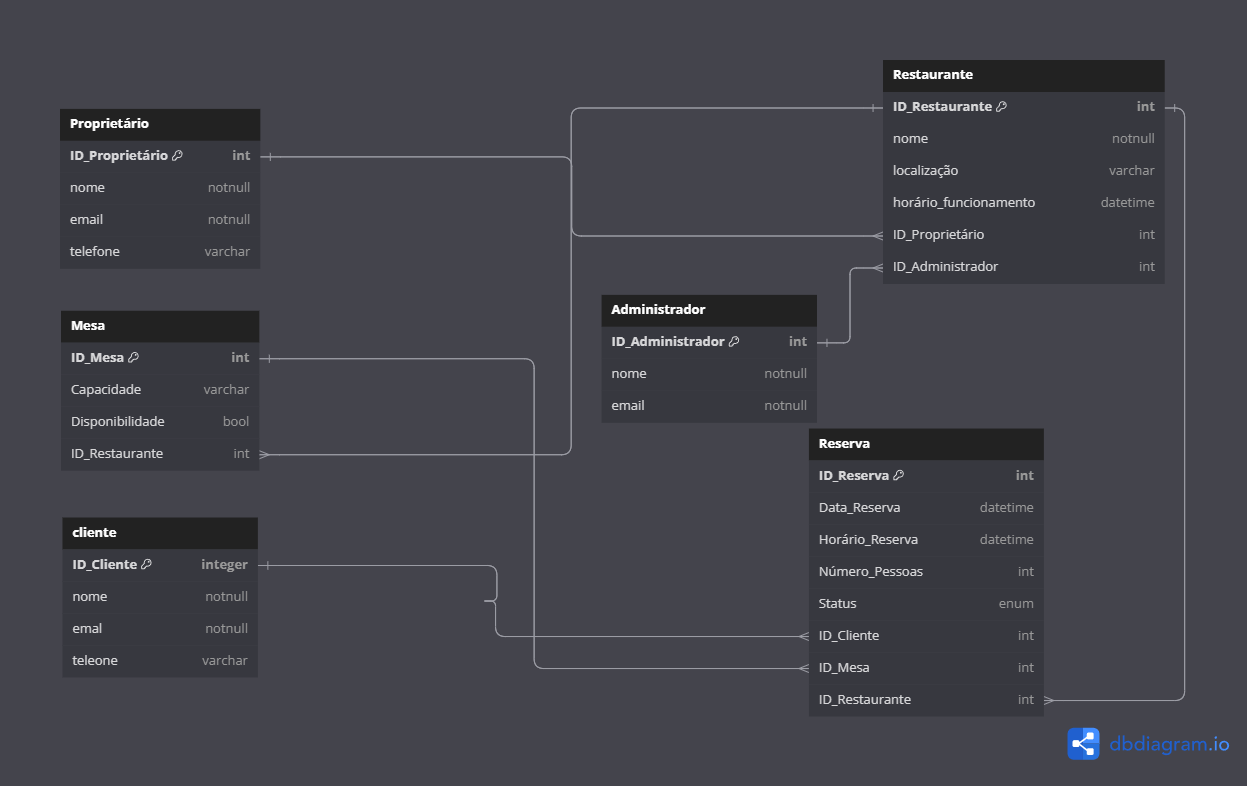 Proprietário
ID_Proprietário int
nome notnull
email notnull
telefone varchar
Mesa
ID_Mesa int
Capacidade varchar
Disponibilidade bool
ID_Restaurante int
cliente
ID_Cliente integer
nome notnull
emal notnull
teleone varchar
Administrador
ID_Administrador int
nome notnull
email notnull
Restaurante
ID_Restaurante int
nome notnull
localização varchar
horário_funcionamento datetime
ID_Proprietário int
ID_Administrador int
Reserva
ID_Reserva int
Data_Reserva datetime
Horário_Reserva datetime
Número_Pessoas int
Status enum
ID_Cliente int
ID_Mesa int
ID_Restaurante int
dbdiagram.io